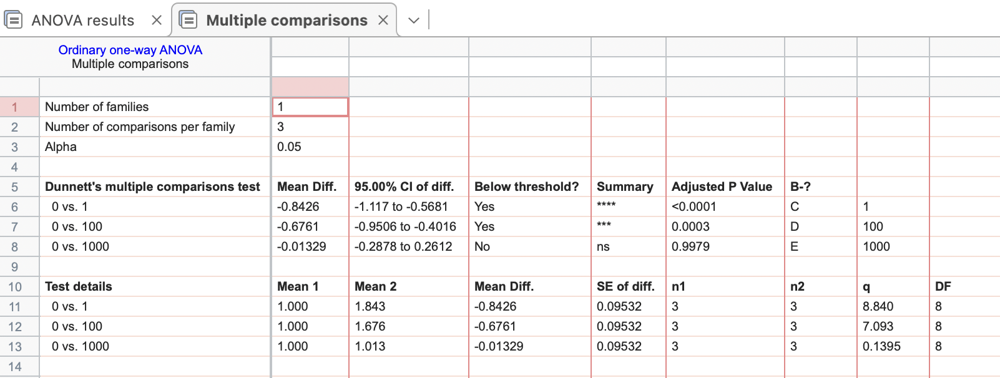 ANOVA results Multiple comparisons
Ordinary one-way ANOVA
Multiple comparisons
1 Number of families 1
2 Number of comparisons per family 3
3 Alpha 0.05
4
5 Dunnett's multiple comparisons test Mean Diff. 95.00% CI of diff. Below threshold? Summary Adjusted P Value B-?
6 0 vs. 1 -0.8426 -1.117 to -0.5681 Yes **** <0.0001 C 1
7 0 vs. 100 -0.6761 -0.9506 to -0.4016 Yes *** 0.0003 D 100
8 0 vs. 1000 -0.01329 -0.2878 to 0.2612 No ns 0.9979 E 1000
9
10 Test details Mean 1 Mean 2 Mean Diff. SE of diff. n1 n2 q DF
11 0 vs. 1 1.000 1.843 -0.8426 0.09532 3 3 8.840 8
12 0 vs. 100 1.000 1.676 -0.6761 0.09532 3 3 7.093 8
13 0 vs. 1000 1.000 1.013 -0.01329 0.09532 3 3 0.1395 8
14